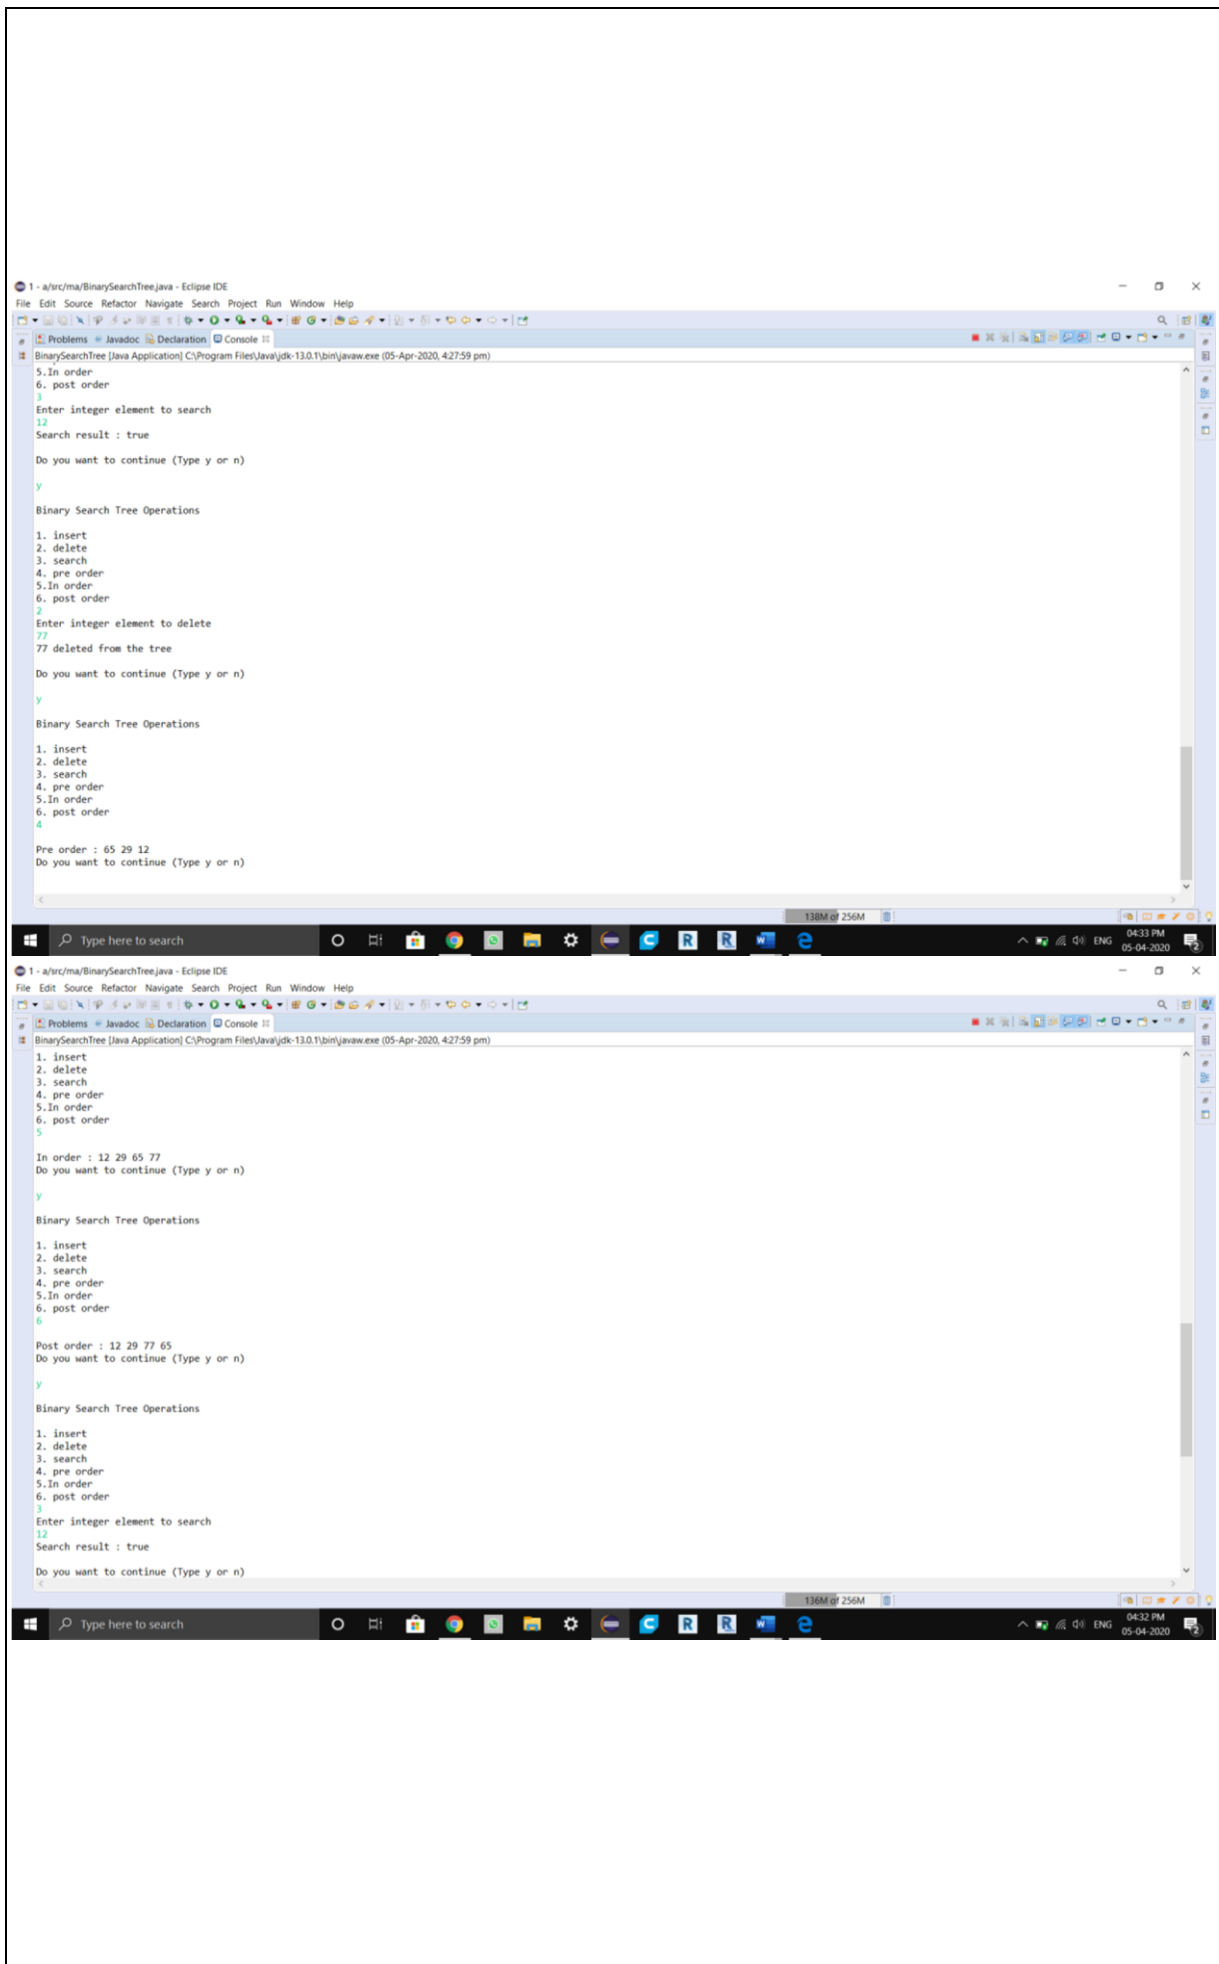 1 - a/src/ma/BinarySearchTree.java - Eclipse IDE
File Edit Source Refactor Navigate Search Project Run Window Help
Problems Javadoc Declaration Console
BinarySearchTree [Java Application] C:\Program Files\Java\jdk-13.0.1\bin\javaw.exe (05-Apr-2020, 4:27:59 pm)
5.In order
6. post order
3
Enter integer element to search
12
Search result : true
Do you want to continue (Type y or n)
y
Binary Search Tree Operations
1. insert
2. delete
3. search
4. pre order
5.In order
6. post order
2
Enter integer element to delete
77
77 deleted from the tree
Do you want to continue (Type y or n)
y
Binary Search Tree Operations
1. insert
2. delete
3. search
4. pre order
5.In order
6. post order
4
Pre order : 65 29 12
Do you want to continue (Type y or n)
138M of 256M
Type here to search
ENG
04:33 PM
05-04-2020
1 - a/src/ma/BinarySearchTree.java - Eclipse IDE
File Edit Source Refactor Navigate Search Project Run Window Help
Problems Javadoc Declaration Console
BinarySearchTree [Java Application] C:\Program Files\Java\jdk-13.0.1\bin\javaw.exe (05-Apr-2020, 4:27:59 pm)
1. insert
2. delete
3. search
4. pre order
5.In order
6. post order
5
In order : 12 29 65 77
Do you want to continue (Type y or n)
y
Binary Search Tree Operations
1. insert
2. delete
3. search
4. pre order
5.In order
6. post order
6
Post order : 12 29 77 65
Do you want to continue (Type y or n)
y
Binary Search Tree Operations
1. insert
2. delete
3. search
4. pre order
5.In order
6. post order
3
Enter integer element to search
12
Search result : true
Do you want to continue (Type y or n)
136M of 256M
Type here to search
ENG
04:32 PM
05-04-2020